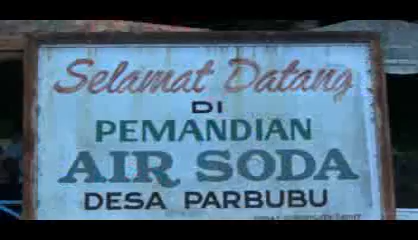 Selamat Datang
DI
PEMANDIAN
AIR SODA
DESA PARBUBU